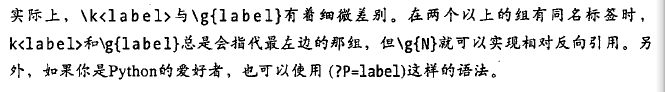 实际上，\k<label>与\g{label}有着细微差别。在两个以上的组有同名标签时，
k<label>和\g{label}总是会指代最左边的那组，但\g{N}就可以实现相对反向引用。另
外，如果你是Python的爱好者，也可以使用 (?P=label)这样的语法。